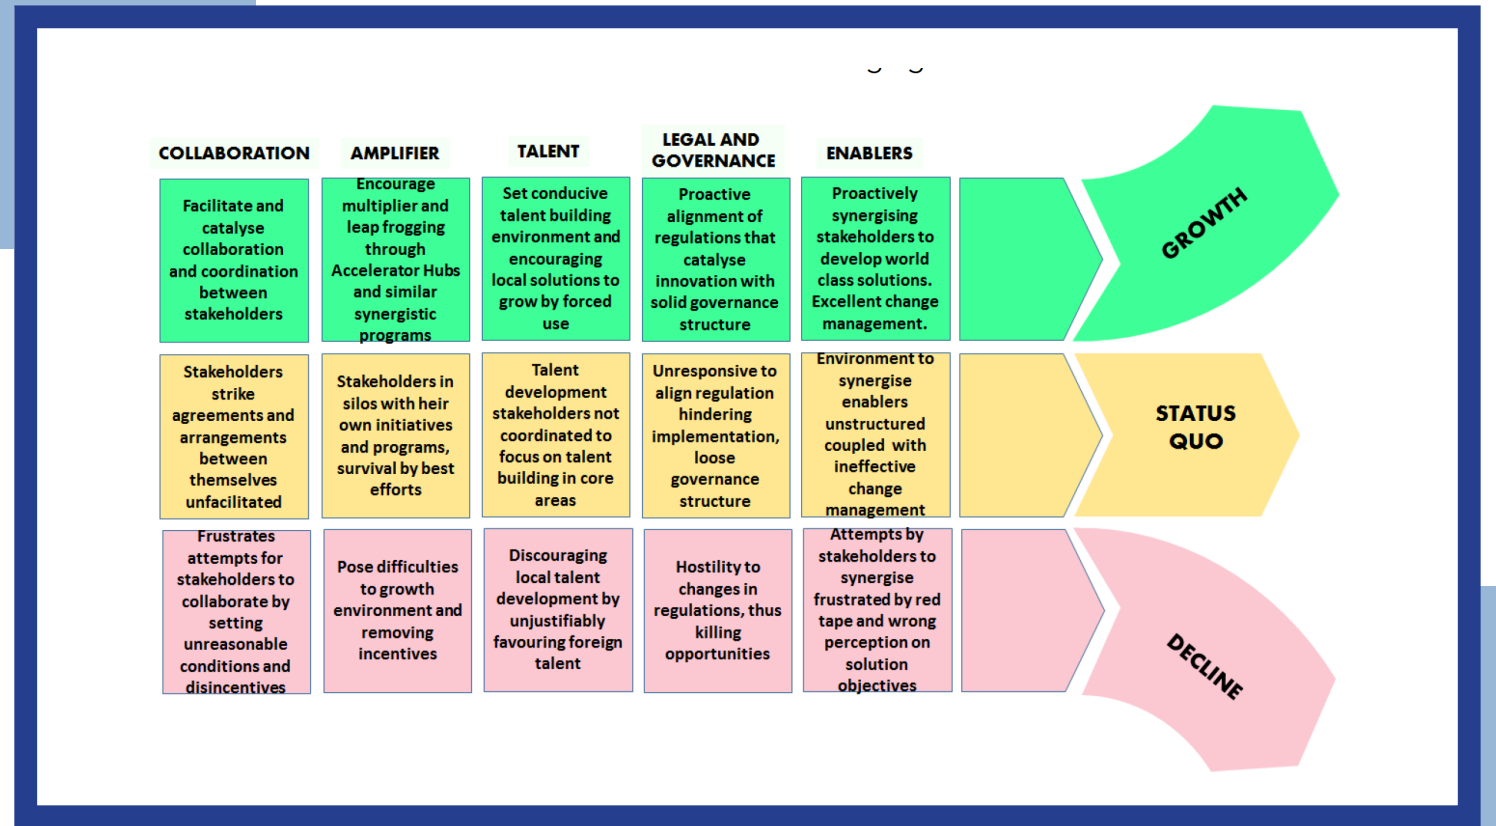 COLLABORATION
AMPLIFIER
TALENT
LEGAL AND
GOVERNANCE
ENABLERS
Facilitate and
catalyse
collaboration
and coordination
between
stakeholders
Encourage
multiplier and
leap frogging
through
Accelerator Hubs
and similar
synergistic
programs
Set conducive
talent building
environment and
encouraging
local solutions to
grow by forced
use
Proactive
alignment of
regulations that
catalyse
innovation with
solid governance
structure
Proactively
synergising
stakeholders to
develop world
class solutions.
Excellent change
management.
GROWTH
Stakeholders
strike
agreements and
arrangements
between
themselves
unfacilitated
Stakeholders in
silos with heir
own initiatives
and programs,
survival by best
efforts
Talent
development
stakeholders not
coordinated to
focus on talent
building in core
areas
Unresponsive to
align regulation
hindering
implementation,
loose
governance
structure
Environment to
synergise
enablers
unstructured
coupled with
ineffective
change
management
STATUS
QUO
Frustrates
attempts for
stakeholders to
collaborate by
setting
unreasonable
conditions and
disincentives
Pose difficulties
to growth
environment and
removing
incentives
Discouraging
local talent
development by
unjustifiably
favouring foreign
talent
Hostility to
changes in
regulations, thus
killing
opportunities
Attempts by
stakeholders to
synergise
frustrated by red
tape and wrong
perception on
solution
objectives
DECLINE